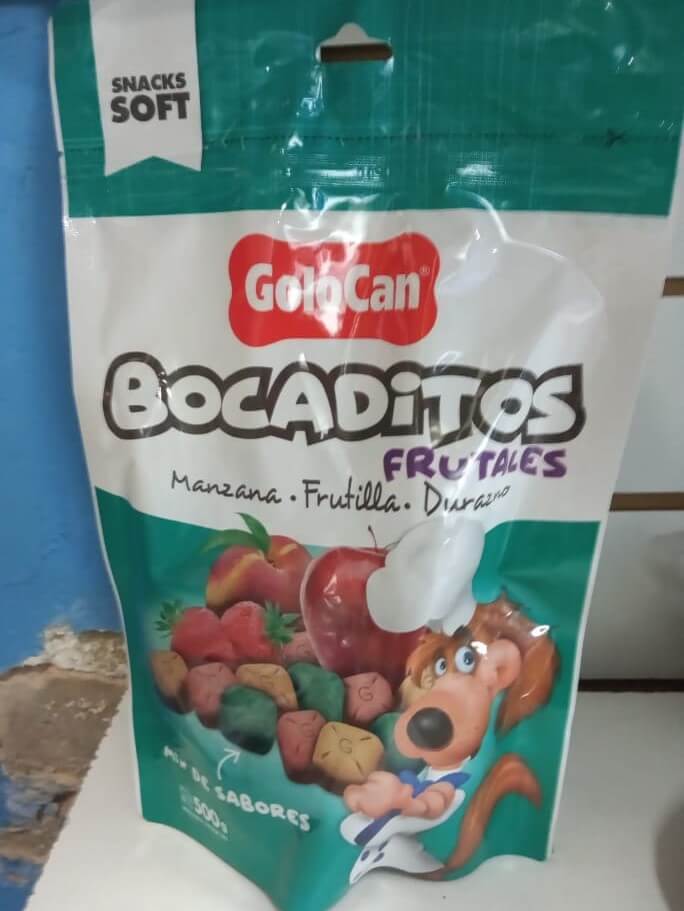 SNACKS
SOFT
GoloCan®
BOCADiTOS
FRUTALES
Manzana • Frutilla • Durazno
G
G
MIX DE SABORES
500g